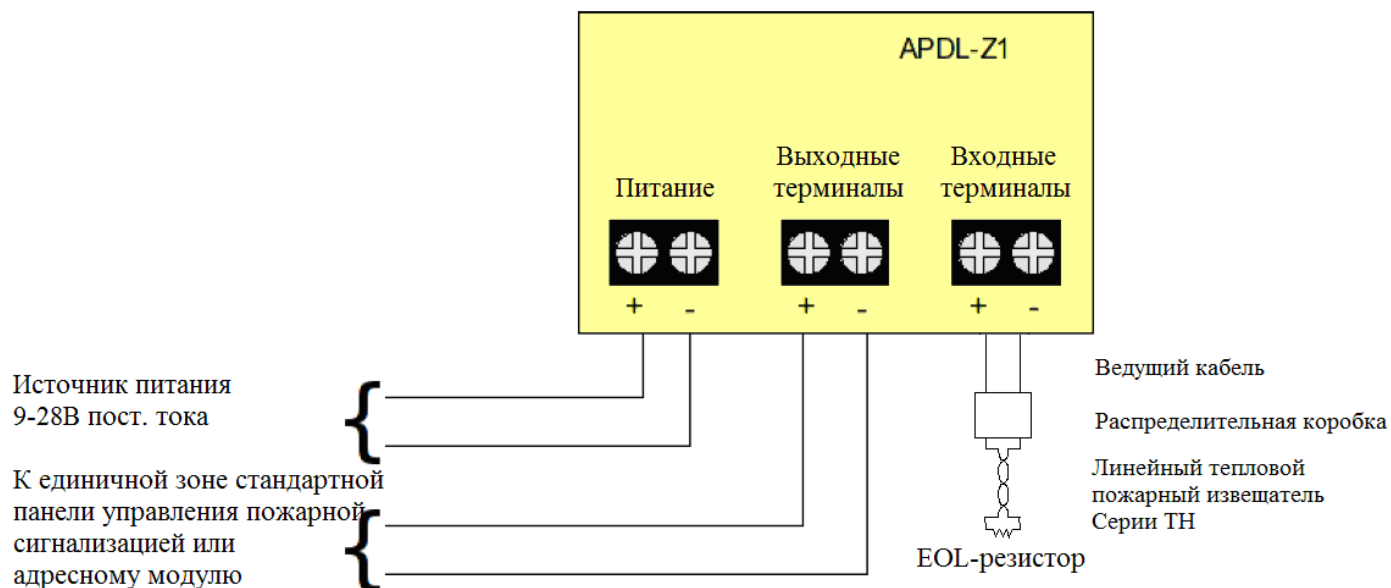 APDL-Z1
Питание
Выходные
терминалы
Входные
терминалы
+ -
+ -
+ -
Источник питания
9-28В пост. тока
К единичной зоне стандартной
панели управления пожарной
сигнализацией или
адресному модулю
Ведущий кабель
Распределительная коробка
Линейный тепловой
пожарный извещатель
Серии ТН
EOL-резистор